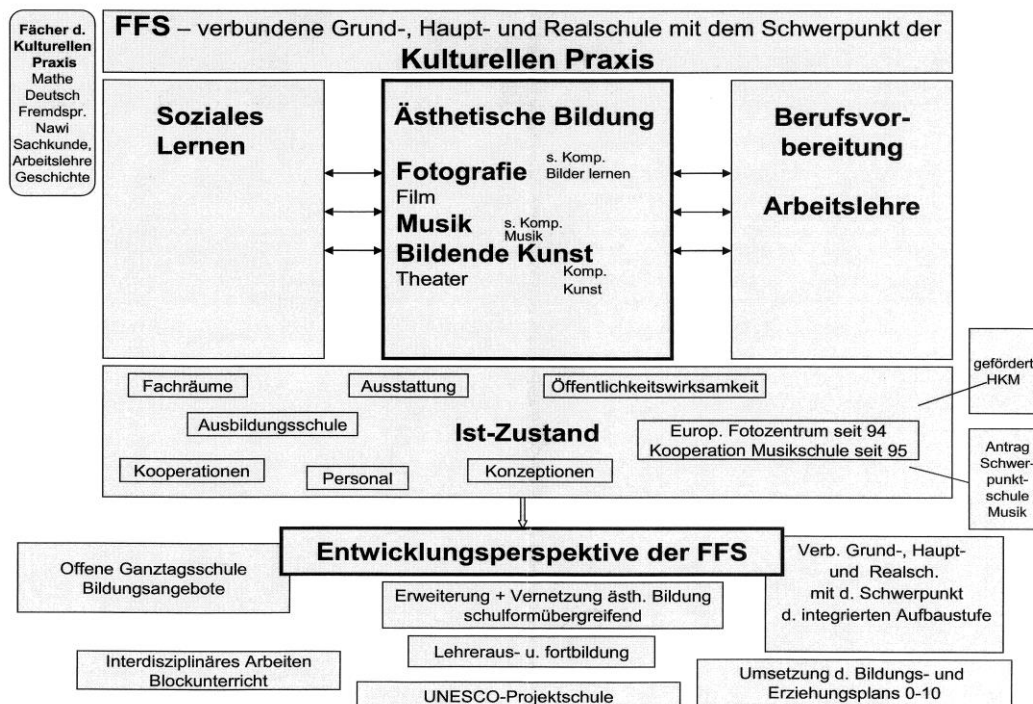 Fächer d.
Kulturellen
Praxis
Mathe
Deutsch
Fremdspr.
Nawi
Sachkunde,
Arbeitslehre
Geschichte
FFS – verbundene Grund-, Haupt- und Realschule mit dem Schwerpunkt der
Kulturellen Praxis
Soziales
Lernen
Ästhetische Bildung
Fotografie
s. Komp.
Bilder lernen
Film
Musik
s. Komp.
Musik
Bildende Kunst
Theater
Komp.
Kunst
Berufsvor-
bereitung
Arbeitslehre
gefördert
HKM
Fachräume
Ausstattung
Öffentlichkeitswirksamkeit
Ausbildungsschule
Ist-Zustand
Europ. Fotozentrum seit 94
Kooperation Musikschule seit 95
Kooperationen
Personal
Konzeptionen
Antrag
Schwer-
punkt-
schule
Musik
Entwicklungsperspektive der FFS
Offene Ganztagsschule
Bildungsangebote
Erweiterung + Vernetzung ästh. Bildung
schulformübergreifend
Verb. Grund-, Haupt-
und Realsch.
mit d. Schwerpunkt
d. integrierten Aufbaustufe
Lehreraus- u. fortbildung
Interdisziplinäres Arbeiten
Blockunterricht
UNESCO-Projektschule
Umsetzung d. Bildungs- und
Erziehungsplans 0-10